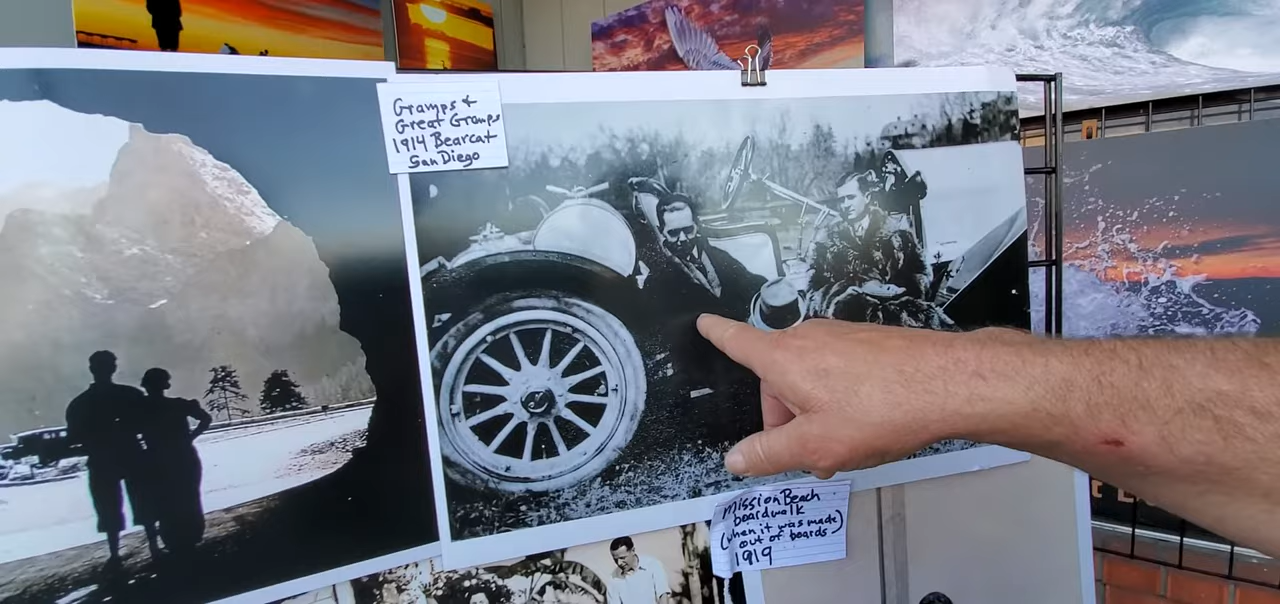 Gramps &
Great Gramps
1914 Bearcat
San Diego
Mission Beach
boardwalk
(when it was made)
out of boards
1919